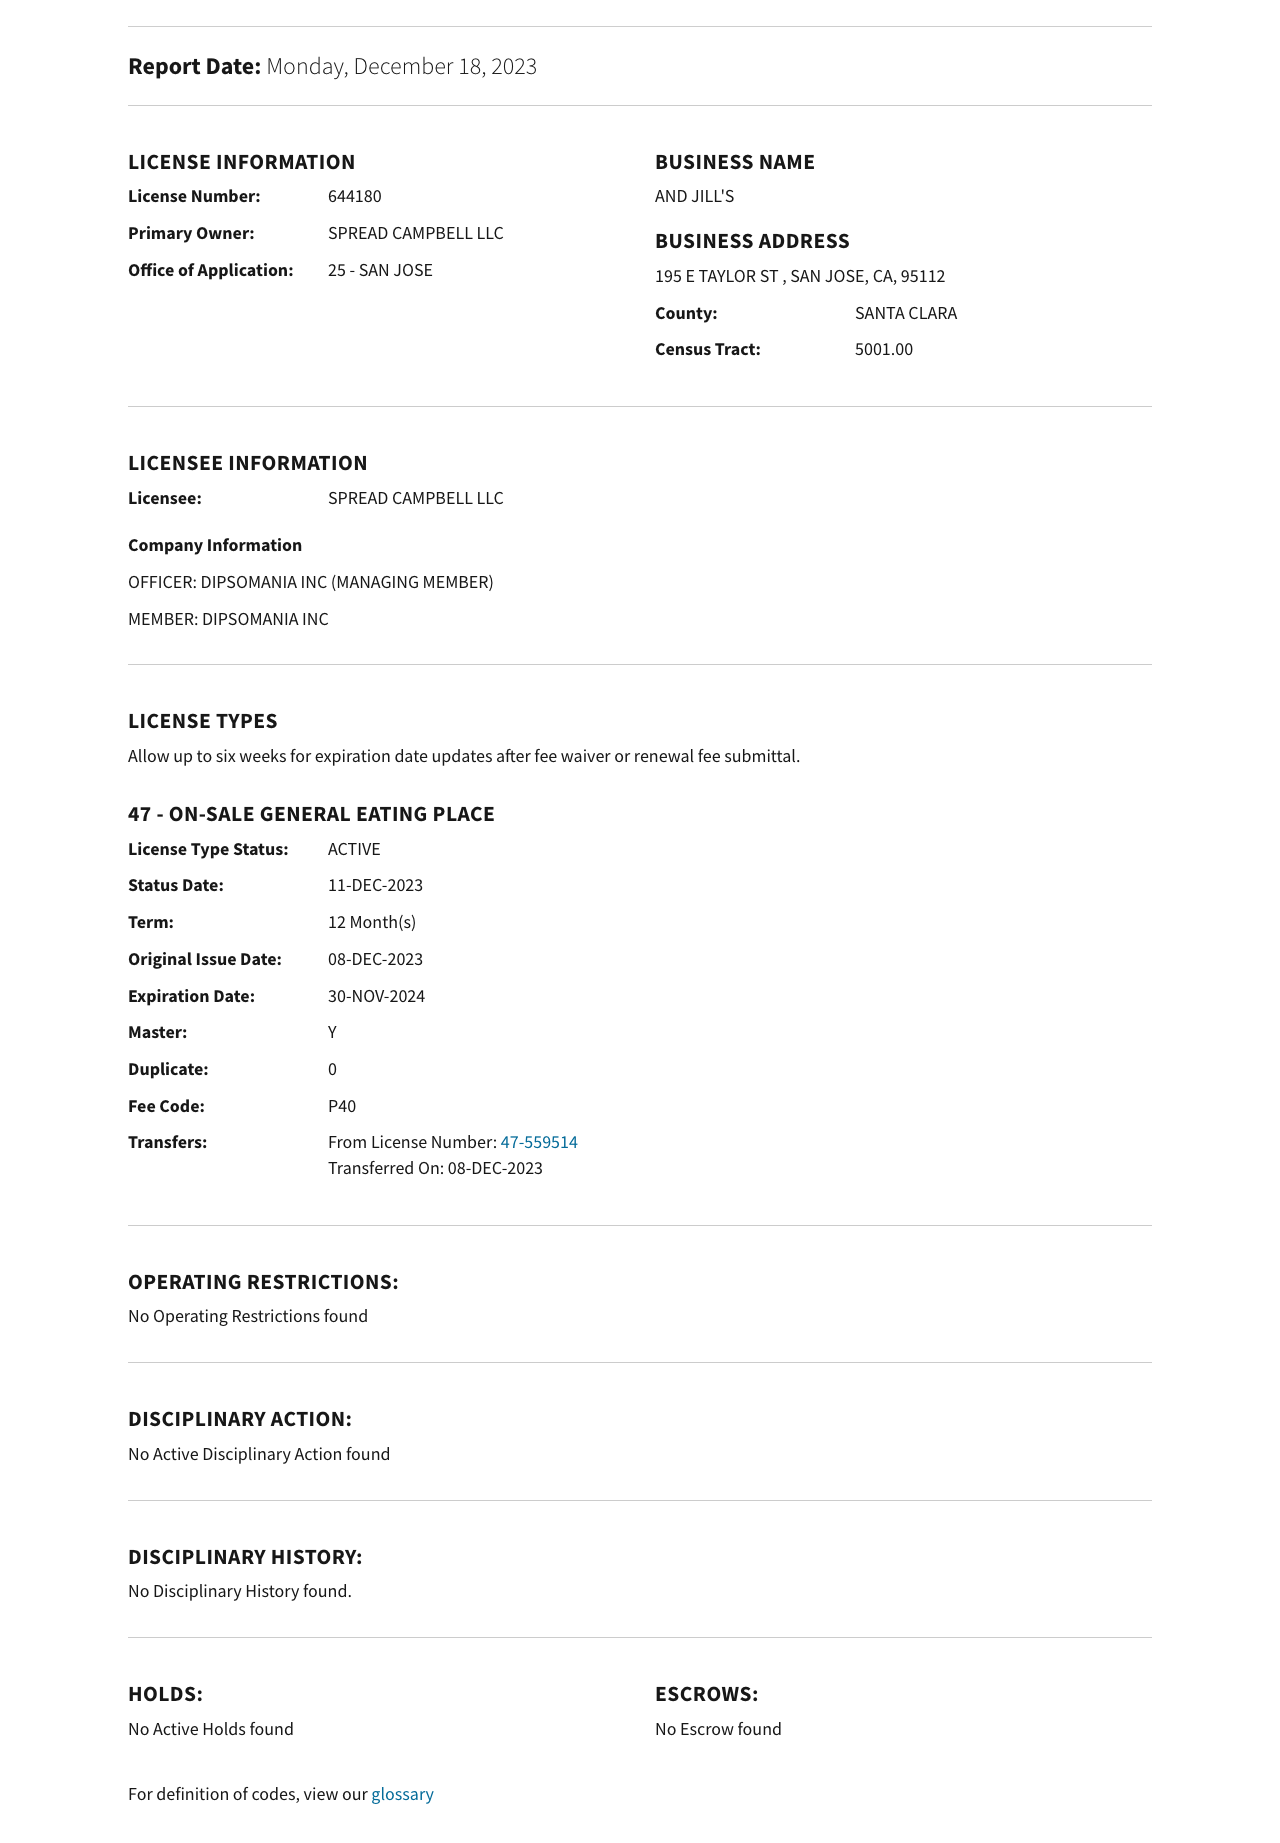 Report Date: Monday, December 18, 2023
LICENSE INFORMATION
License Number: 644180
Primary Owner: SPREAD CAMPBELL LLC
Office of Application: 25 - SAN JOSE
BUSINESS NAME
AND JILL'S
BUSINESS ADDRESS
195 E TAYLOR ST , SAN JOSE, CA, 95112
County: SANTA CLARA
Census Tract: 5001.00
LICENSEE INFORMATION
Licensee: SPREAD CAMPBELL LLC
Company Information
OFFICER: DIPSOMANIA INC (MANAGING MEMBER)
MEMBER: DIPSOMANIA INC
LICENSE TYPES
Allow up to six weeks for expiration date updates after fee waiver or renewal fee submittal.
47 - ON-SALE GENERAL EATING PLACE
License Type Status: ACTIVE
Status Date: 11-DEC-2023
Term: 12 Month(s)
Original Issue Date: 08-DEC-2023
Expiration Date: 30-NOV-2024
Master: Y
Duplicate: 0
Fee Code: P40
Transfers: From License Number: 47-559514
Transferred On: 08-DEC-2023
OPERATING RESTRICTIONS:
No Operating Restrictions found
DISCIPLINARY ACTION:
No Active Disciplinary Action found
DISCIPLINARY HISTORY:
No Disciplinary History found.
HOLDS:
No Active Holds found
ESCROWS:
No Escrow found
For definition of codes, view our glossary